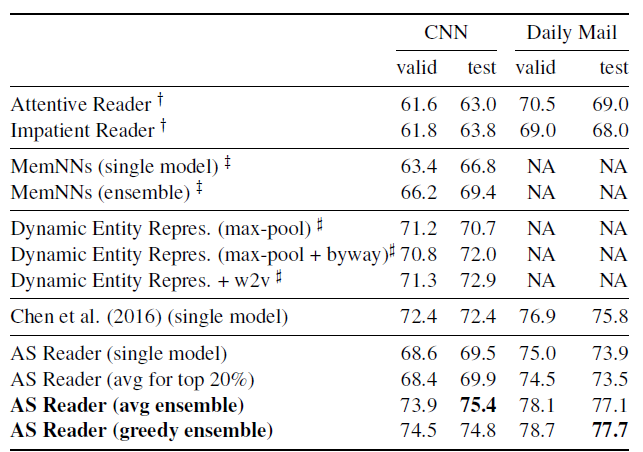 CNN Daily Mail
valid test valid test
Attentive Reader † 61.6 63.0 70.5 69.0
Impatient Reader † 61.8 63.8 69.0 68.0
MemNNs (single model) ‡ 63.4 66.8 NA NA
MemNNs (ensemble) ‡ 66.2 69.4 NA NA
Dynamic Entity Repres. (max-pool) ♯ 71.2 70.7 NA NA
Dynamic Entity Repres. (max-pool + byway)♯ 70.8 72.0 NA NA
Dynamic Entity Repres. + w2v ♯ 71.3 72.9 NA NA
Chen et al. (2016) (single model) 72.4 72.4 76.9 75.8
AS Reader (single model) 68.6 69.5 75.0 73.9
AS Reader (avg for top 20%) 68.4 69.9 74.5 73.5
AS Reader (avg ensemble) 73.9 75.4 78.1 77.1
AS Reader (greedy ensemble) 74.5 74.8 78.7 77.7